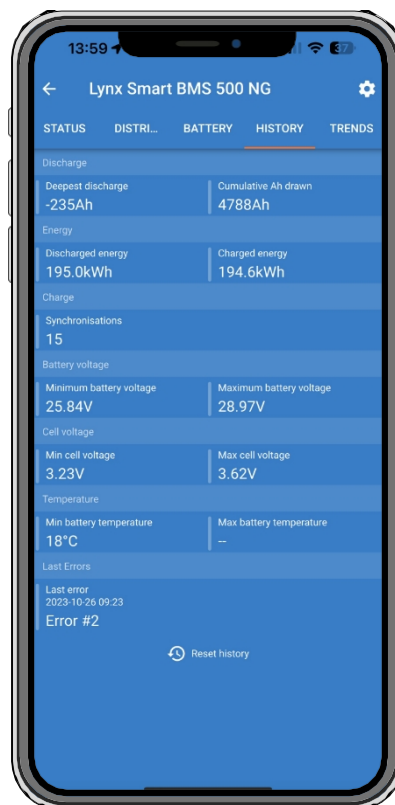 13:59
37
Lynx Smart BMS 500 NG
STATUS DISTRI... BATTERY HISTORY TRENDS
Discharge
Deepest discharge Cumulative Ah drawn
-235Ah 4788Ah
Energy
Discharged energy Charged energy
195.0kWh 194.6kWh
Charge
Synchronisations
15
Battery voltage
Minimum battery voltage Maximum battery voltage
25.84V 28.97V
Cell voltage
Min cell voltage Max cell voltage
3.23V 3.62V
Temperature
Min battery temperature Max battery temperature
18°C --
Last Errors
Last error
2023-10-26 09:23
Error #2
Reset history